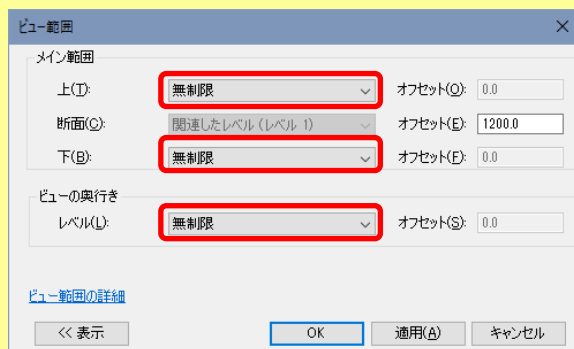 ビュー範囲
メイン範囲
上(T): 無制限 オフセット(O): 0.0
断面(C): 関連したレベル (レベル 1) オフセット(E): 1200.0
下(B): 無制限 オフセット(F): 0.0
ビューの奥行き
レベル(L): 無制限 オフセット(S): 0.0
ビュー範囲の詳細
<< 表示 OK 適用(A) キャンセル